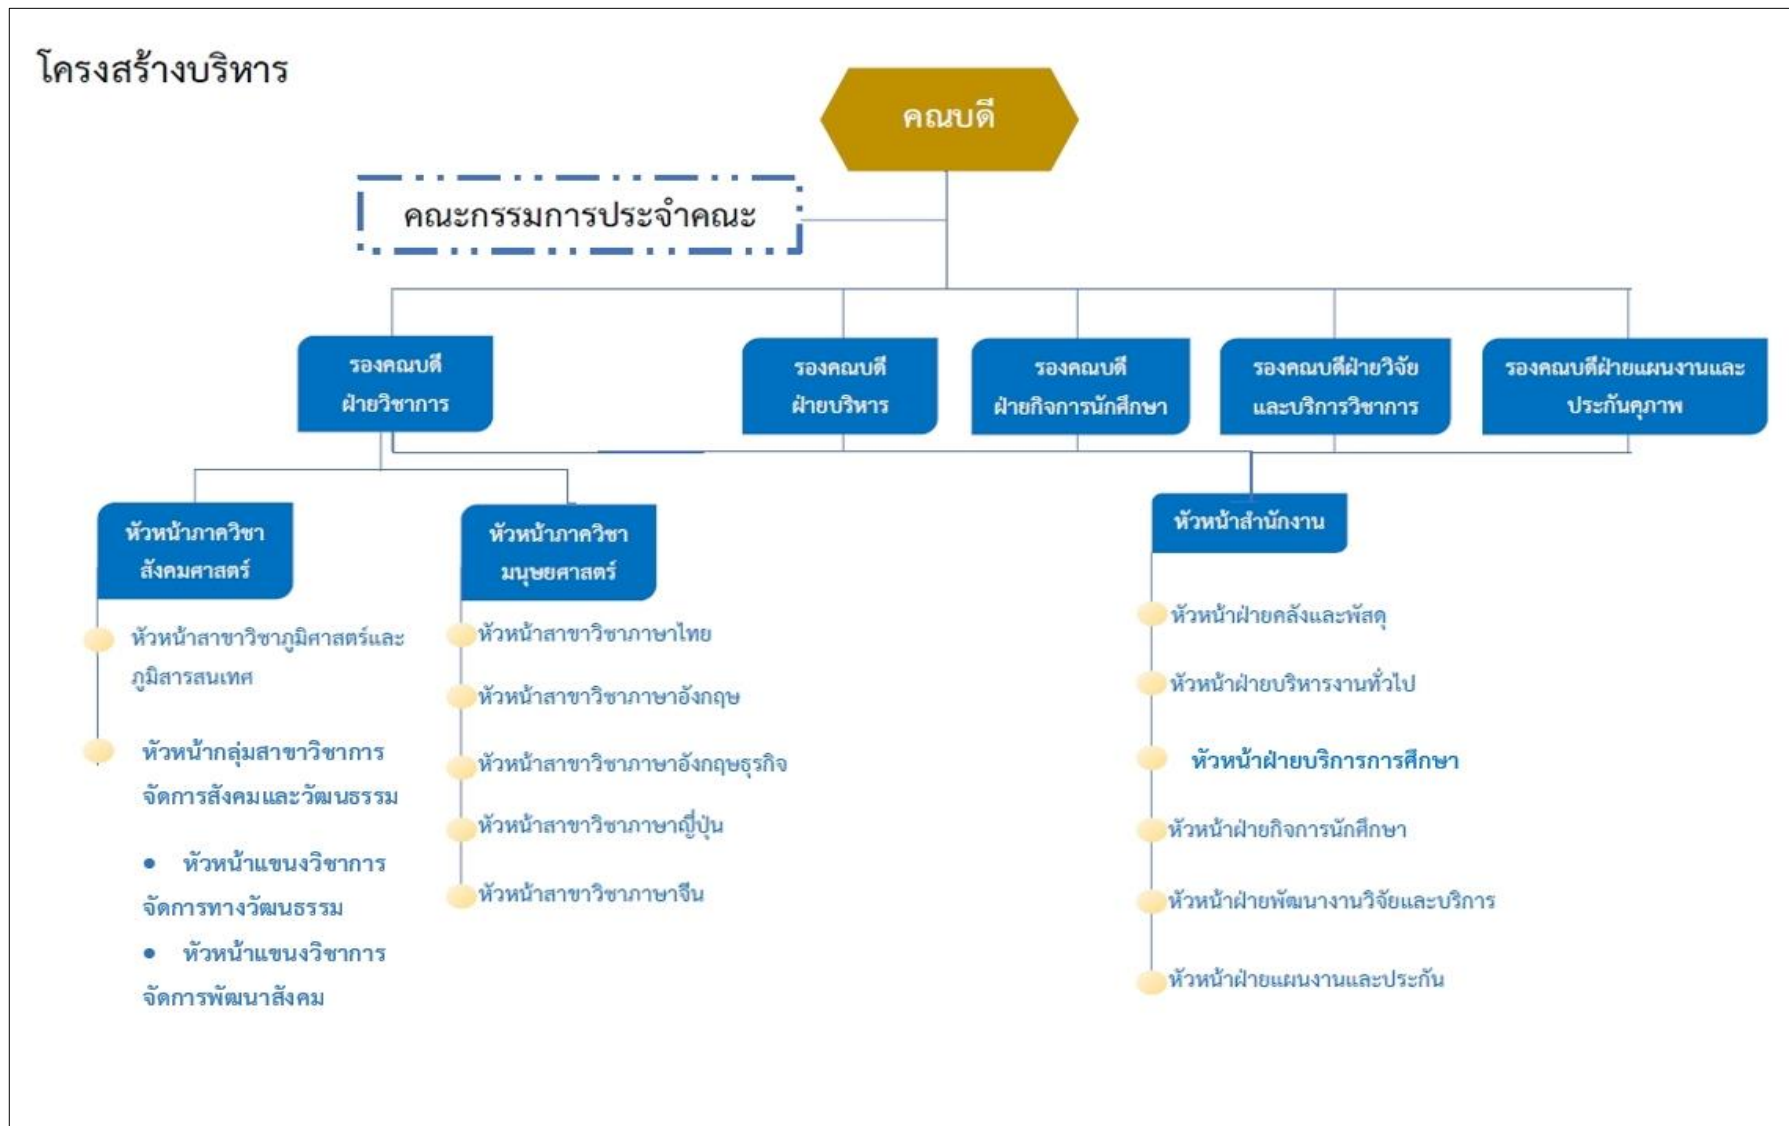 โครงสร้างบริหาร
คณบดี
คณะกรรมการประจำคณะ
รองคณบดี
ฝ่ายวิชาการ
รองคณบดี
ฝ่ายบริหาร
รองคณบดี
ฝ่ายกิจการนักศึกษา
รองคณบดีฝ่ายวิจัย
และบริการวิชาการ
รองคณบดีฝ่ายแผนงานและ
ประกันคุภาพ
หัวหน้าภาควิชา
สังคมศาสตร์
หัวหน้าสาขาวิชาภูมิศาสตร์และ
ภูมิสารสนเทศ
หัวหน้ากลุ่มสาขาวิชาการ
จัดการสังคมและวัฒนธรรม
• หัวหน้าแขนงวิชาการ
จัดการทางวัฒนธรรม
• หัวหน้าแขนงวิชาการ
จัดการพัฒนาสังคม
หัวหน้าภาควิชา
มนุษยศาสตร์
หัวหน้าสาขาวิชาภาษาไทย
หัวหน้าสาขาวิชาภาษาอังกฤษ
หัวหน้าสาขาวิชาภาษาอังกฤษธุรกิจ
หัวหน้าสาขาวิชาภาษาญี่ปุ่น
หัวหน้าสาขาวิชาภาษาจีน
หัวหน้าสำนักงาน
หัวหน้าฝ่ายคลังและพัสดุ
หัวหน้าฝ่ายบริหารงานทั่วไป
หัวหน้าฝ่ายบริการการศึกษา
หัวหน้าฝ่ายกิจการนักศึกษา
หัวหน้าฝ่ายพัฒนางานวิจัยและบริการ
หัวหน้าฝ่ายแผนงานและประกัน